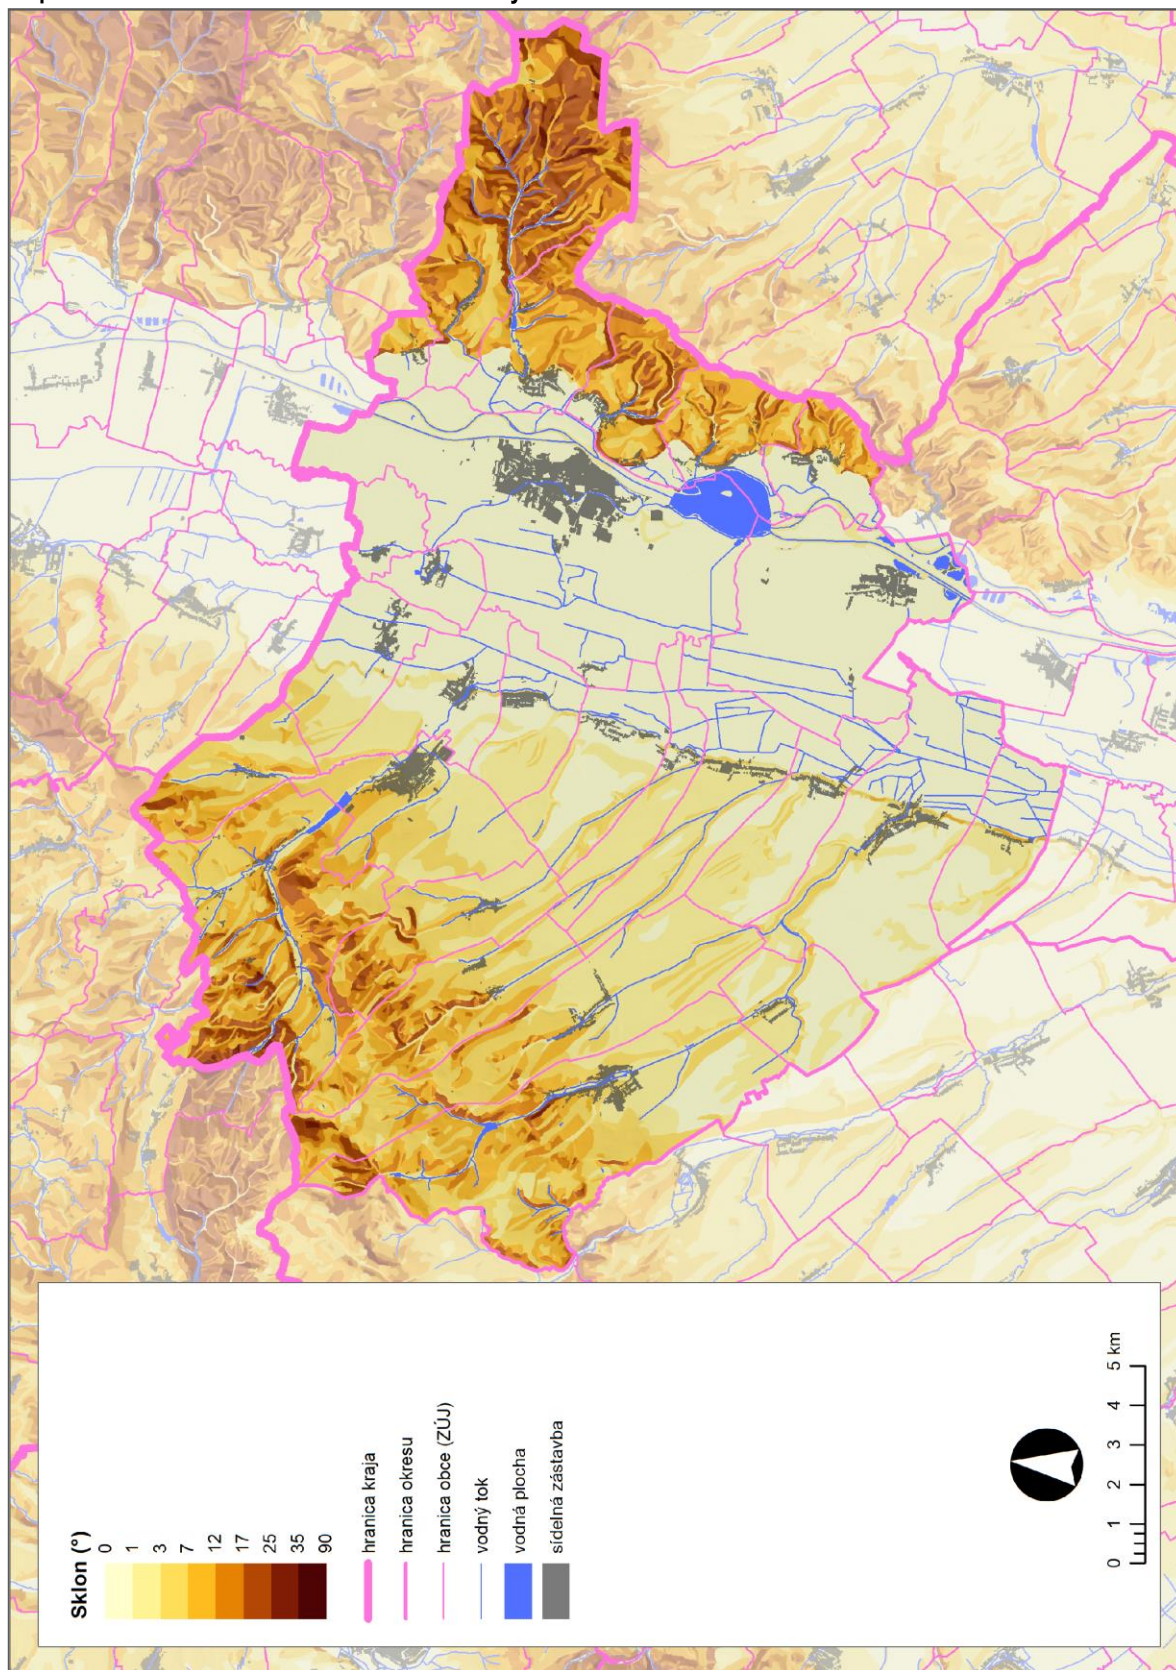 Sklon (°)
0
1
3
7
12
17
25
35
90
hranica kraja
hranica okresu
hranica obce (ZÚJ)
vodný tok
vodná plocha
sídelná zástavba
0 1 2 3 4 5 km